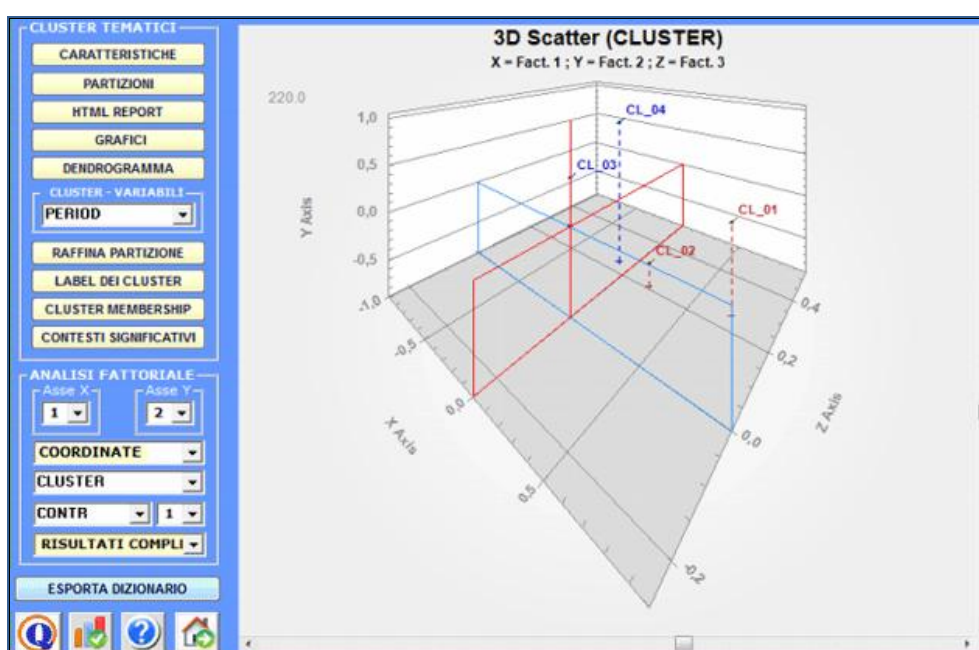 CLUSTER TEMATICI
CARATTERISTICHE
PARTIZIONI
HTML REPORT
GRAFICI
DENDROGRAMMA
CLUSTER - VARIABILI
PERIOD
RAFFINA PARTIZIONE
LABEL DEI CLUSTER
CLUSTER MEMBERSHIP
CONTESTI SIGNIFICATIVI
ANALISI FATTORIALE
Asse X
Asse Y
1
2
COORDINATE
CLUSTER
CONTR
1
RISULTATI COMPLI
ESPORTA DIZIONARIO
Q
?
3D Scatter (CLUSTER)
X = Fact. 1 ; Y = Fact. 2 ; Z = Fact. 3
220.0
1,0
0,5
0,0
-0,5
-1,0
Y Axis
CL_04
CL_03
CL_01
CL_02
-0,5
0,0
0,5
X Axis
0,4
0,2
0,0
-0,2
Z Axis